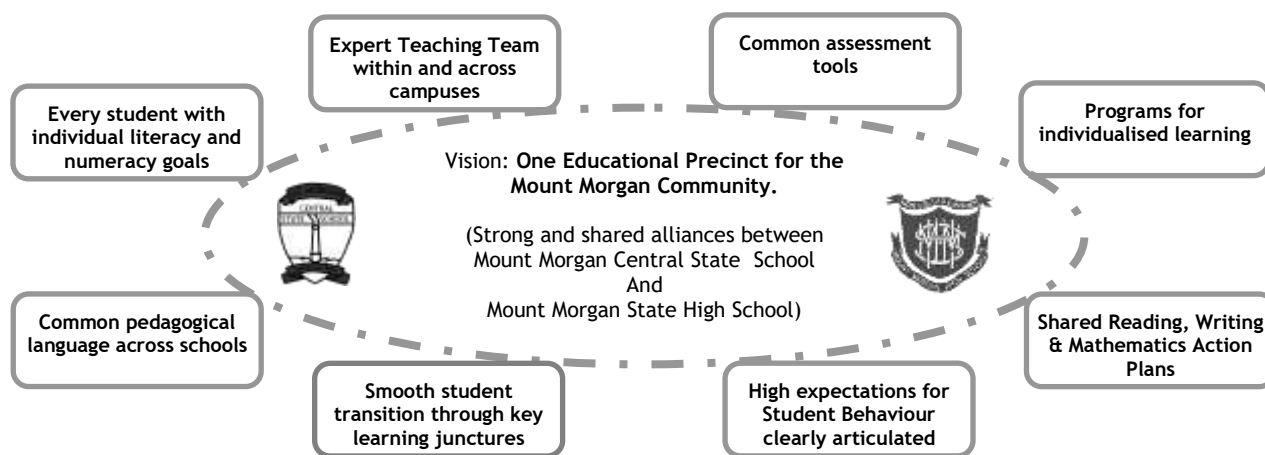 Expert Teaching Team
within and across
campuses
Common assessment
tools
Every student with
individual literacy and
numeracy goals
Programs for
individualised learning
Vision: One Educational Precinct for the
Mount Morgan Community.
CENTRAL
STATE SCHOOL
(Strong and shared alliances between
Mount Morgan Central State School
And
Mount Morgan State High School)
Common pedagogical
language across schools
Shared Reading, Writing
& Mathematics Action
Plans
Smooth student
transition through key
learning junctures
High expectations for
Student Behaviour
clearly articulated